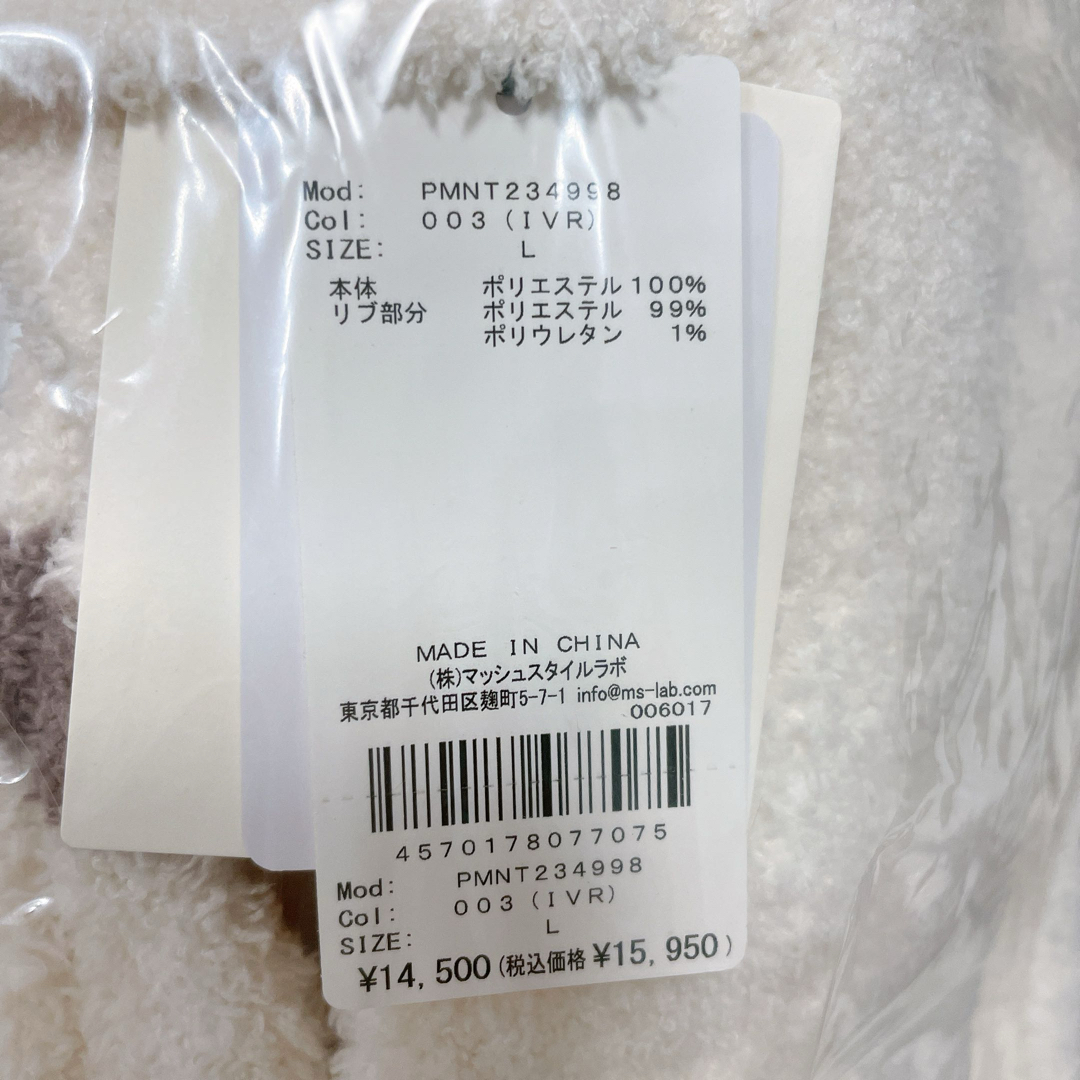 Mod: PMNT234998
Col: 003(IVR)
SIZE: L
本体 ポリエステル 100%
リブ部分 ポリエステル 99%
ポリウレタン 1%
MADE IN CHINA
(株)マッシュスタイルラボ
東京都千代田区麹町5-7-1 info@ms-lab.com
006017
4570178077075
Mod: PMNT234998
Col: 003(IVR)
SIZE: L
¥14,500(税込価格 ¥15,950)